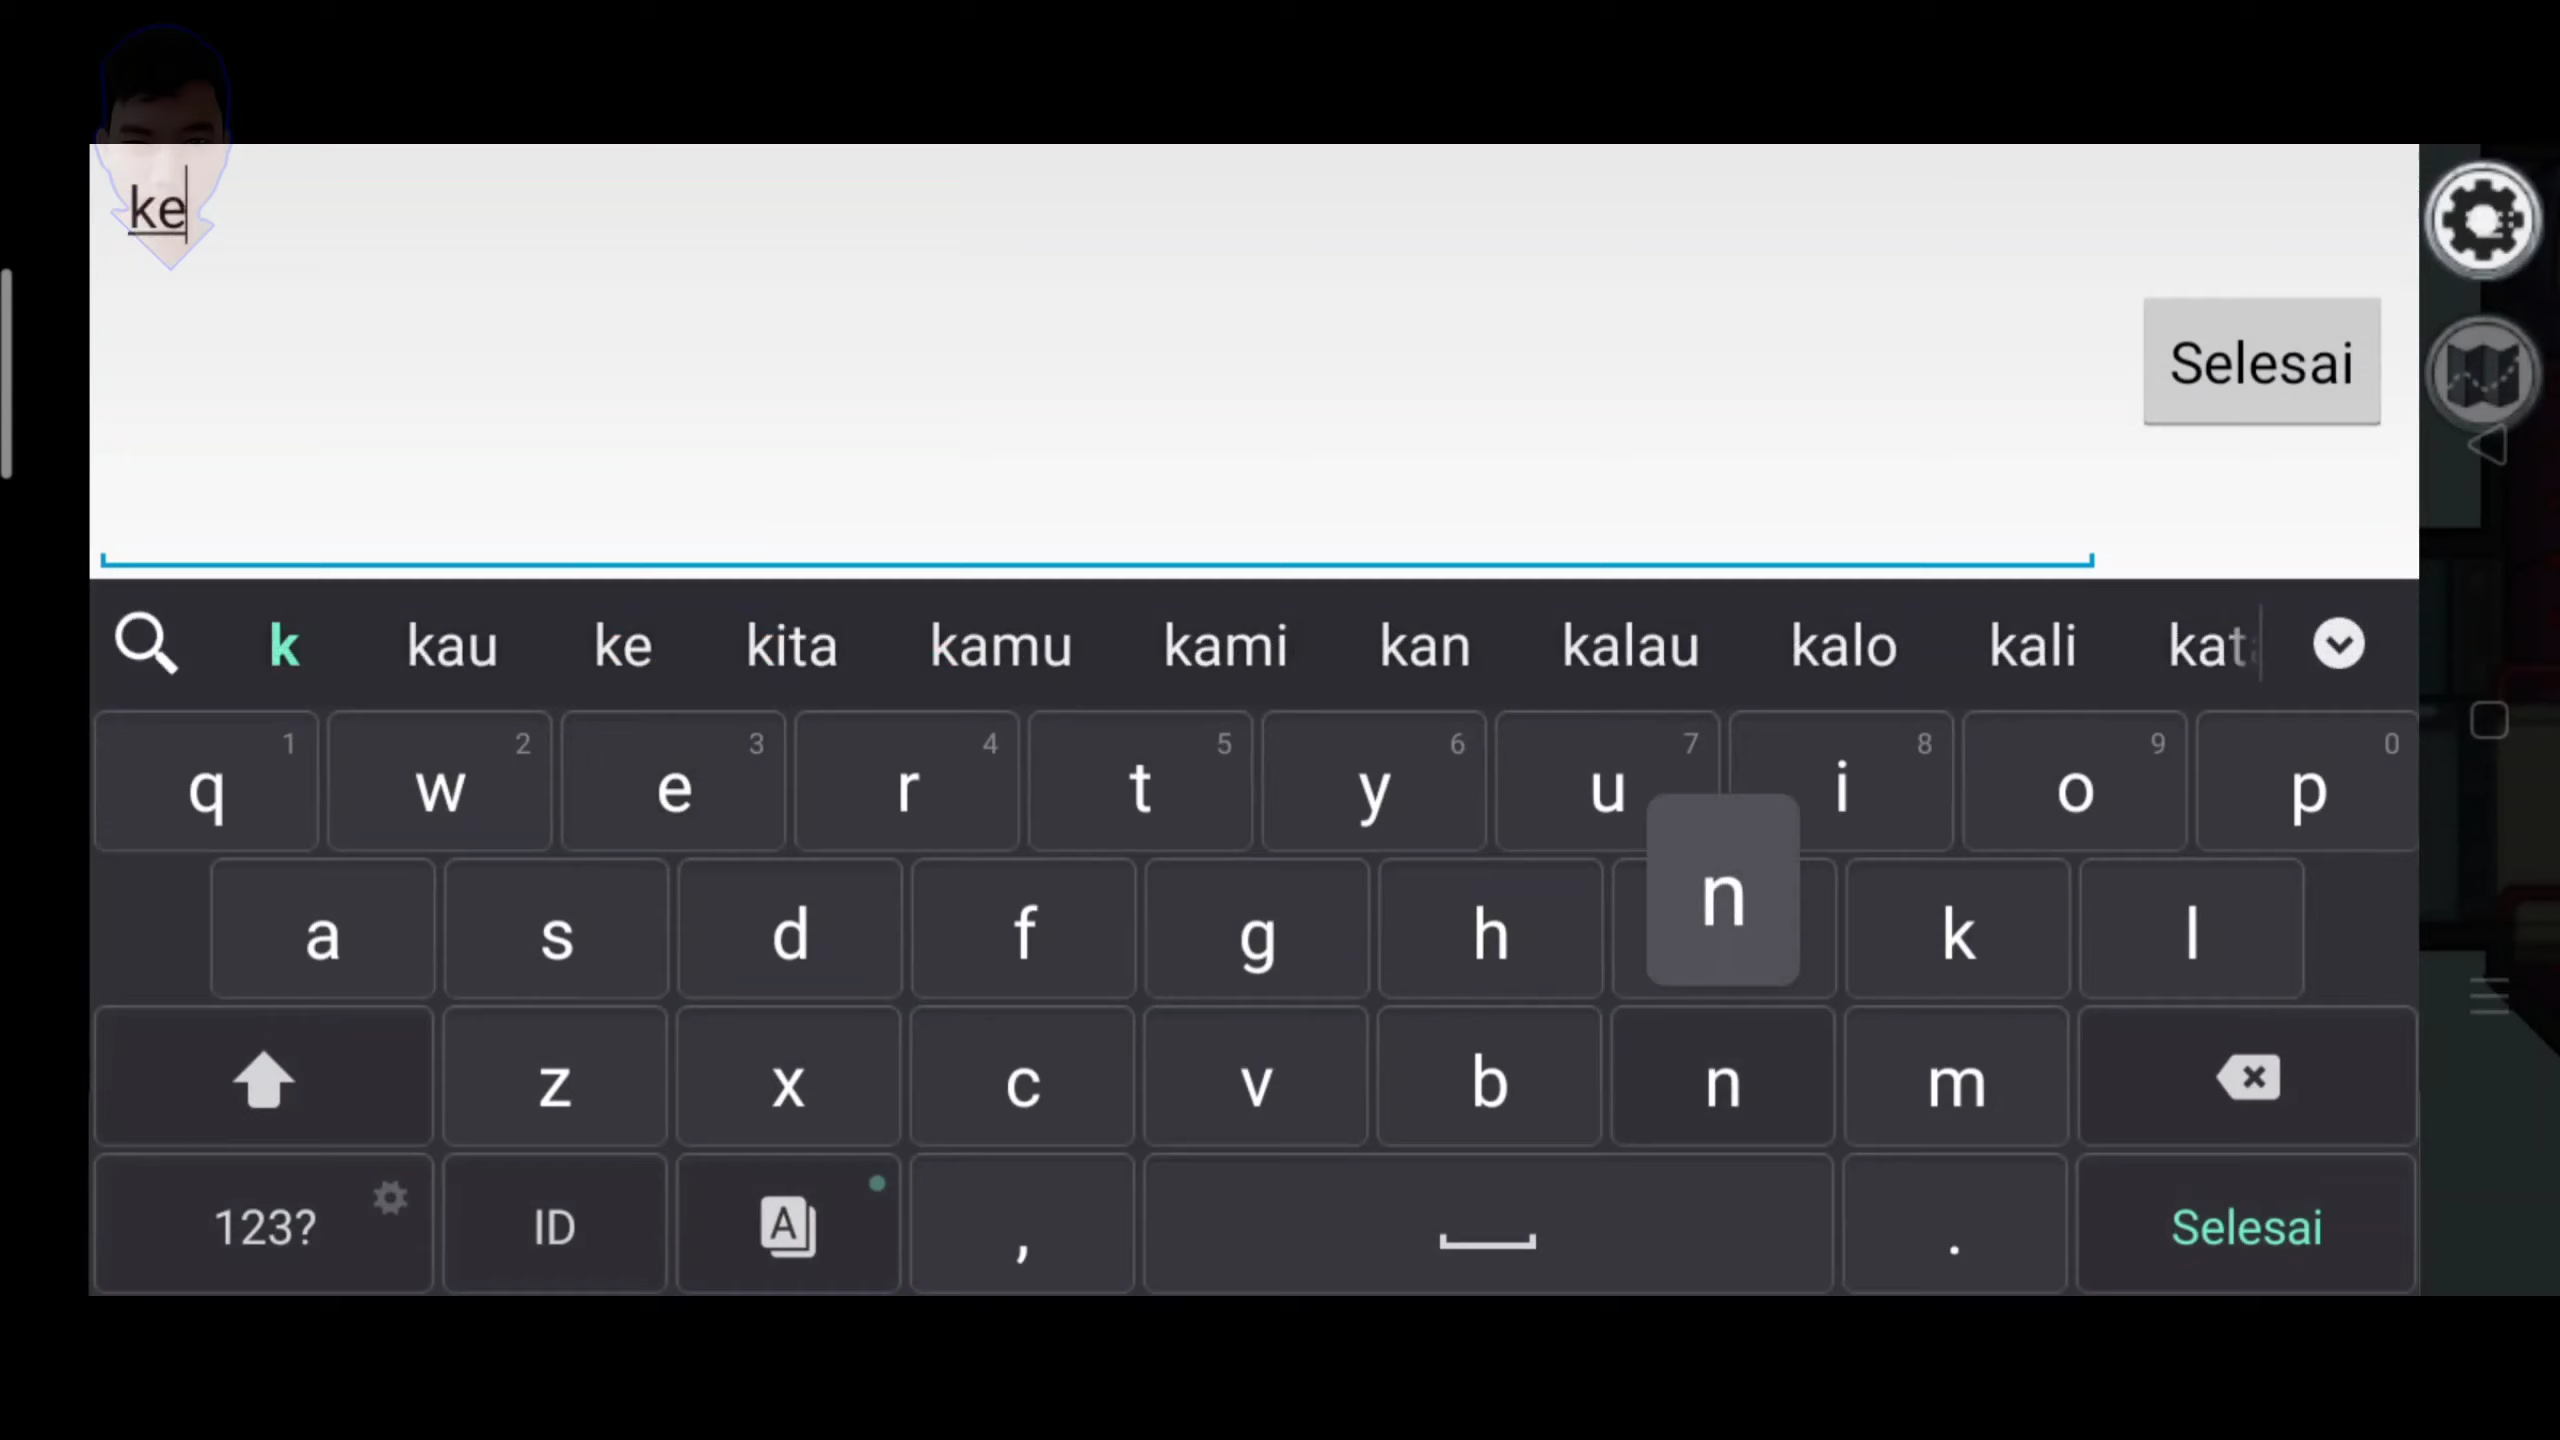 ke
Selesai
k kau ke kita kamu kami kan kalau kalo kali kat
1 2 3 4 5 6 7 8 9 0
q w e r t y u i o p
n
a s d f g h k l
z x c v b n m
123? ID A , . Selesai